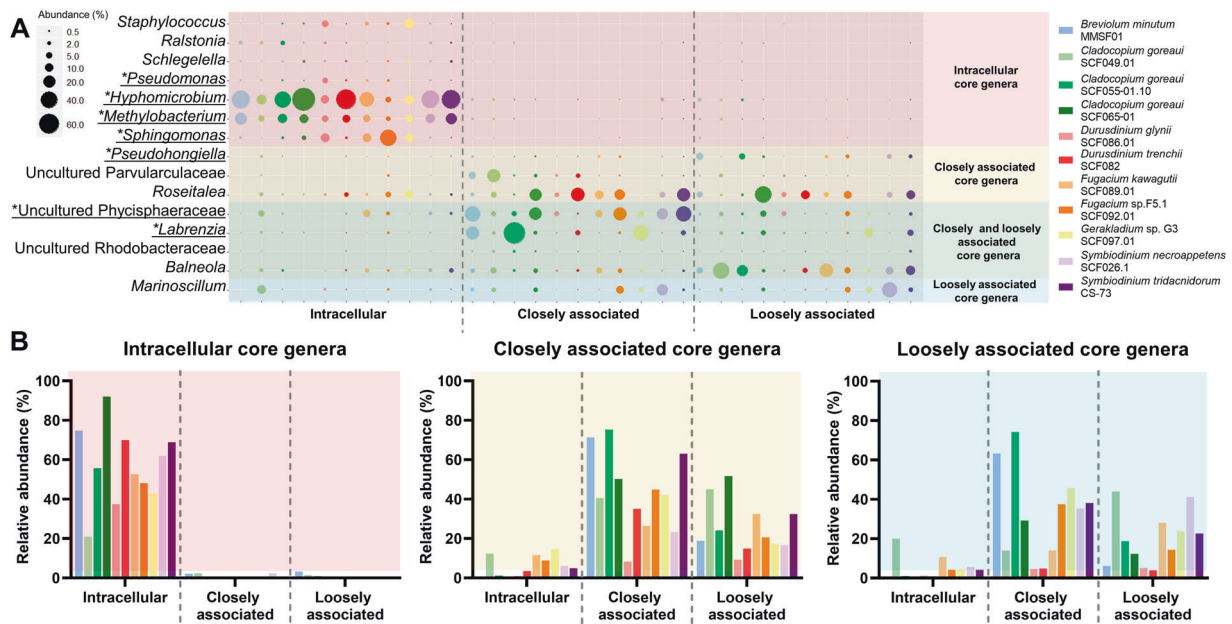 A
Abundance (%)
0.5
2.0
5.0
10.0
20.0
40.0
60.0
Staphylococcus
Ralstonia
Schlegelella
*Pseudomonas
*Hyphomicrobium
*Methylobacterium
*Sphingomonas
*Pseudohongiella
Uncultured Parvularculaceae
Roseitalea
*Uncultured Phycisphaeraceae
*Labrenzia
Uncultured Rhodobacteraceae
Balneola
Marinoscillum
Intracellular
core genera
Closely associated
core genera
Closely and loosely
associated
core genera
Loosely associated
core genera
Intracellular
Closely associated
Loosely associated
Breviolum minutum
MMSF01
Cladocopium goreaui
SCF049.01
Cladocopium goreaui
SCF055-01.10
Cladocopium goreaui
SCF065-01
Durusdinium glynii
SCF086.01
Durusdinium trenchii
SCF082
Fugacium kawagutii
SCF089.01
Fugacium sp.F5.1
SCF092.01
Gerakladium sp. G3
SCF097.01
Symbiodinium necroappetens
SCF026.1
Symbiodinium tridacnidorum
CS-73
B
Intracellular core genera
Relative abundance (%)
100
80
60
40
20
0
Intracellular
Closely
associated
Loosely
associated
Closely associated core genera
Relative abundance (%)
100
80
60
40
20
0
Intracellular
Closely
associated
Loosely
associated
Loosely associated core genera
Relative abundance (%)
100
80
60
40
20
0
Intracellular
Closely
associated
Loosely
associated